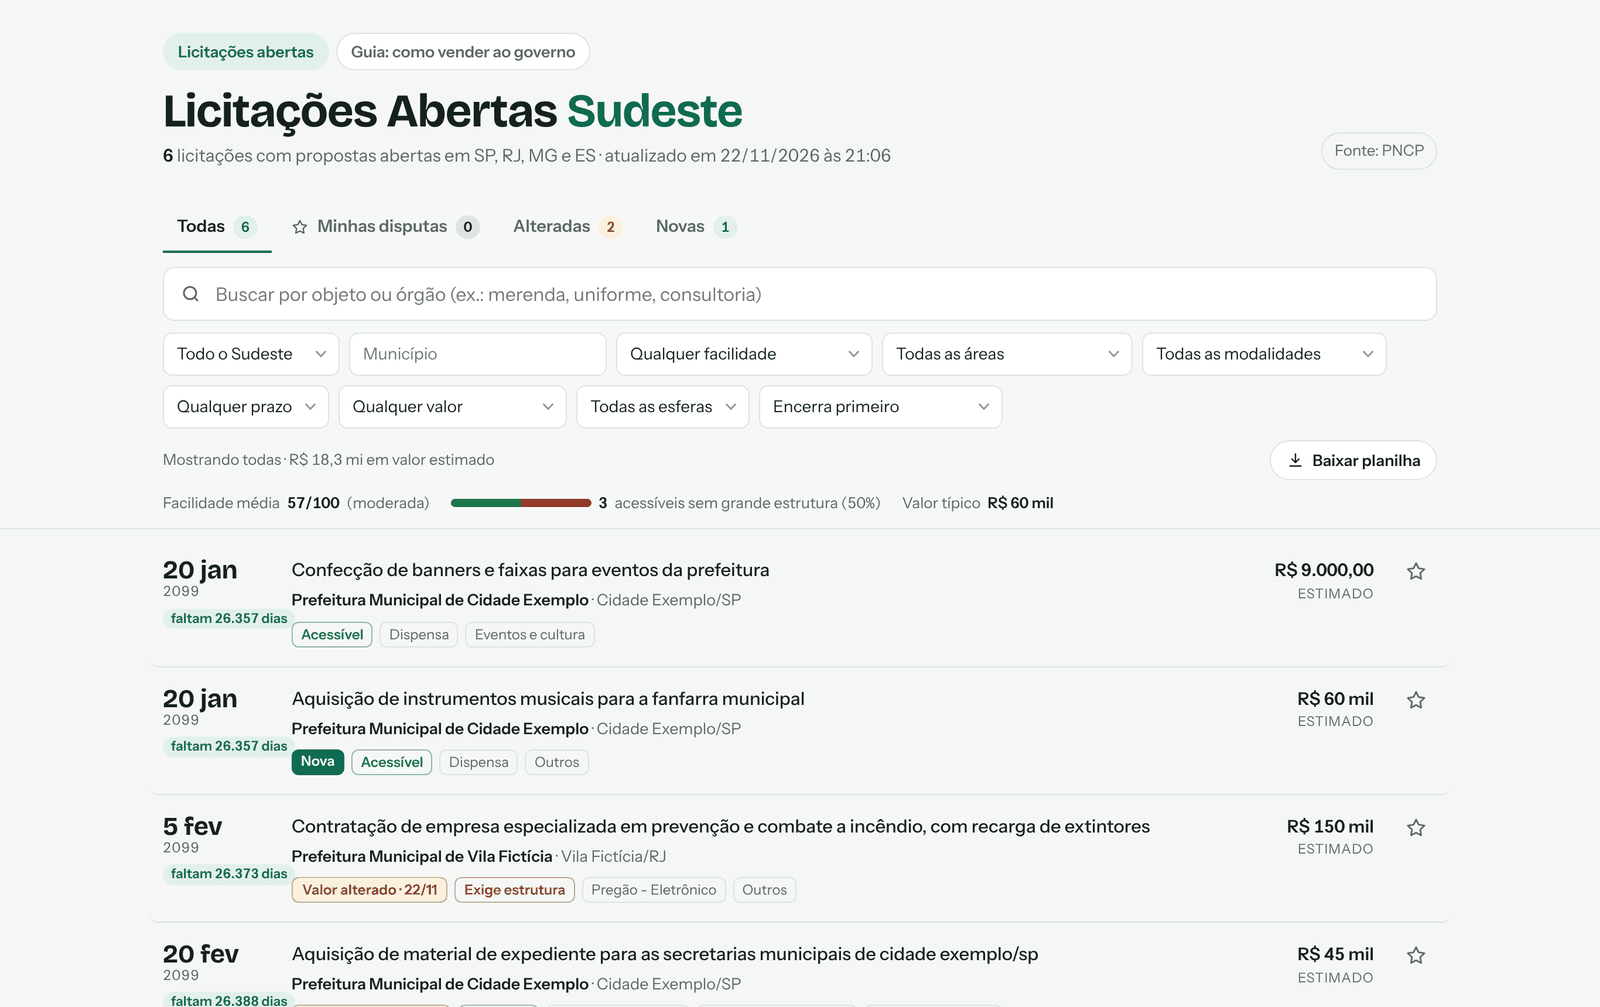 Licitações abertas
Guia: como vender ao governo
Licitações Abertas Sudeste
6 licitações com propostas abertas em SP, RJ, MG e ES · atualizado em 22/11/2026 às 21:06
Fonte: PNCP
Todas 6
Minhas disputas 0
Alteradas 2
Novas 1
Buscar por objeto ou órgão (ex.: merenda, uniforme, consultoria)
Todo o Sudeste
Município
Qualquer facilidade
Todas as áreas
Todas as modalidades
Qualquer prazo
Qualquer valor
Todas as esferas
Encerra primeiro
Mostrando todas · R$ 18,3 mi em valor estimado
Baixar planilha
Facilidade média 57/100 (moderada)
3 acessíveis sem grande estrutura (50%)
Valor típico R$ 60 mil
20 jan
2099
faltam 26.357 dias
Confecção de banners e faixas para eventos da prefeitura
Prefeitura Municipal de Cidade Exemplo · Cidade Exemplo/SP
Acessível
Dispensa
Eventos e cultura
R$ 9.000,00
ESTIMADO
20 jan
2099
faltam 26.357 dias
Aquisição de instrumentos musicais para a fanfarra municipal
Prefeitura Municipal de Cidade Exemplo · Cidade Exemplo/SP
Nova
Acessível
Dispensa
Outros
R$ 60 mil
ESTIMADO
5 fev
2099
faltam 26.373 dias
Contratação de empresa especializada em prevenção e combate a incêndio, com recarga de extintores
Prefeitura Municipal de Vila Fictícia · Vila Fictícia/RJ
Valor alterado · 22/11
Exige estrutura
Pregão - Eletrônico
Outros
R$ 150 mil
ESTIMADO
20 fev
2099
faltam 26.388 dias
Aquisição de material de expediente para as secretarias municipais de cidade exemplo/sp
Prefeitura Municipal de Cidade Exemplo · Cidade Exemplo/SP
R$ 45 mil
ESTIMADO